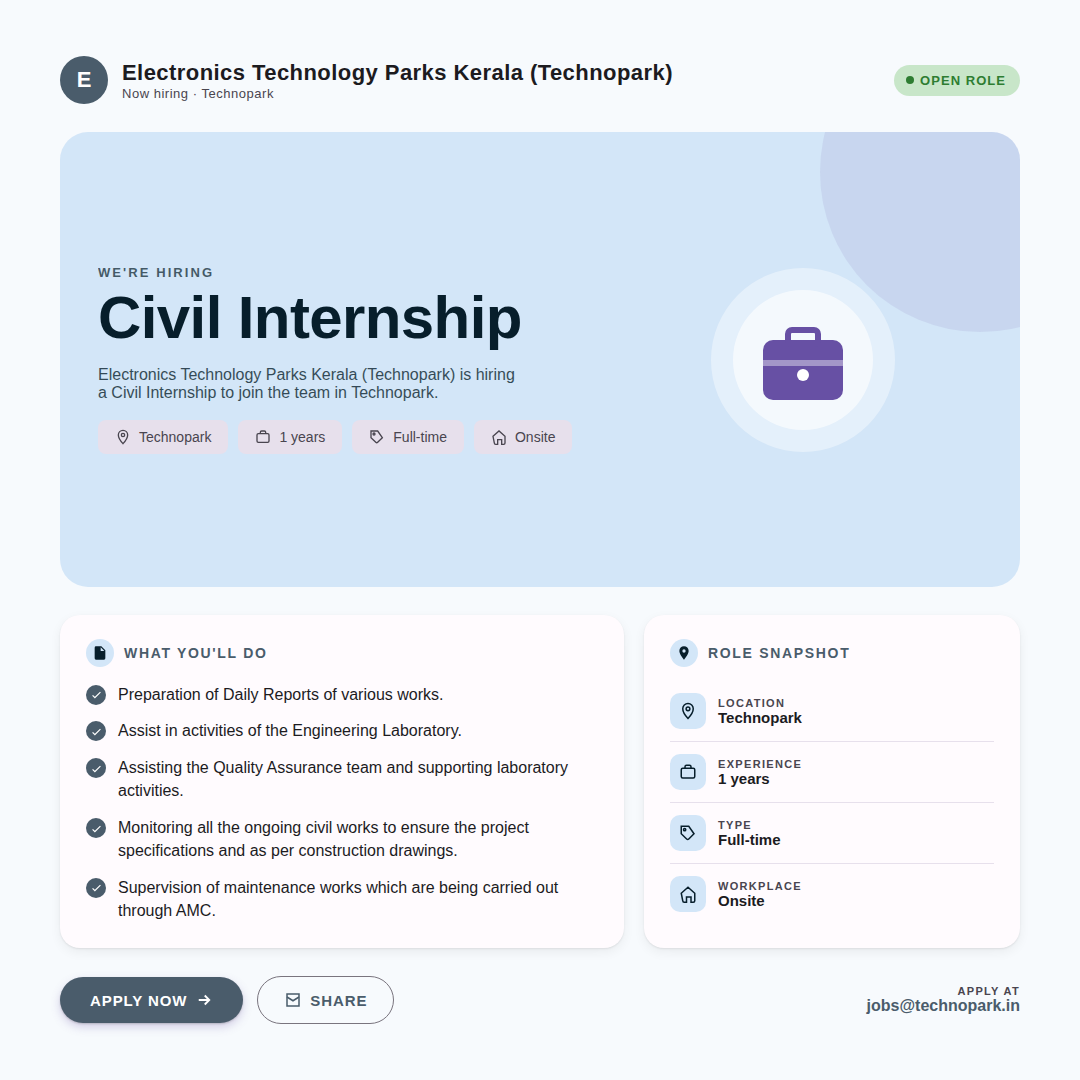 E
Electronics Technology Parks Kerala (Technopark)
Now hiring · Technopark
OPEN ROLE
WE'RE HIRING
Civil Internship
Electronics Technology Parks Kerala (Technopark) is hiring
a Civil Internship to join the team in Technopark.
Technopark
1 years
Full-time
Onsite
WHAT YOU'LL DO
Preparation of Daily Reports of various works.
Assist in activities of the Engineering Laboratory.
Assisting the Quality Assurance team and supporting laboratory
activities.
Monitoring all the ongoing civil works to ensure the project
specifications and as per construction drawings.
Supervision of maintenance works which are being carried out
through AMC.
ROLE SNAPSHOT
LOCATION
Technopark
EXPERIENCE
1 years
TYPE
Full-time
WORKPLACE
Onsite
APPLY NOW
SHARE
APPLY AT
jobs@technopark.in